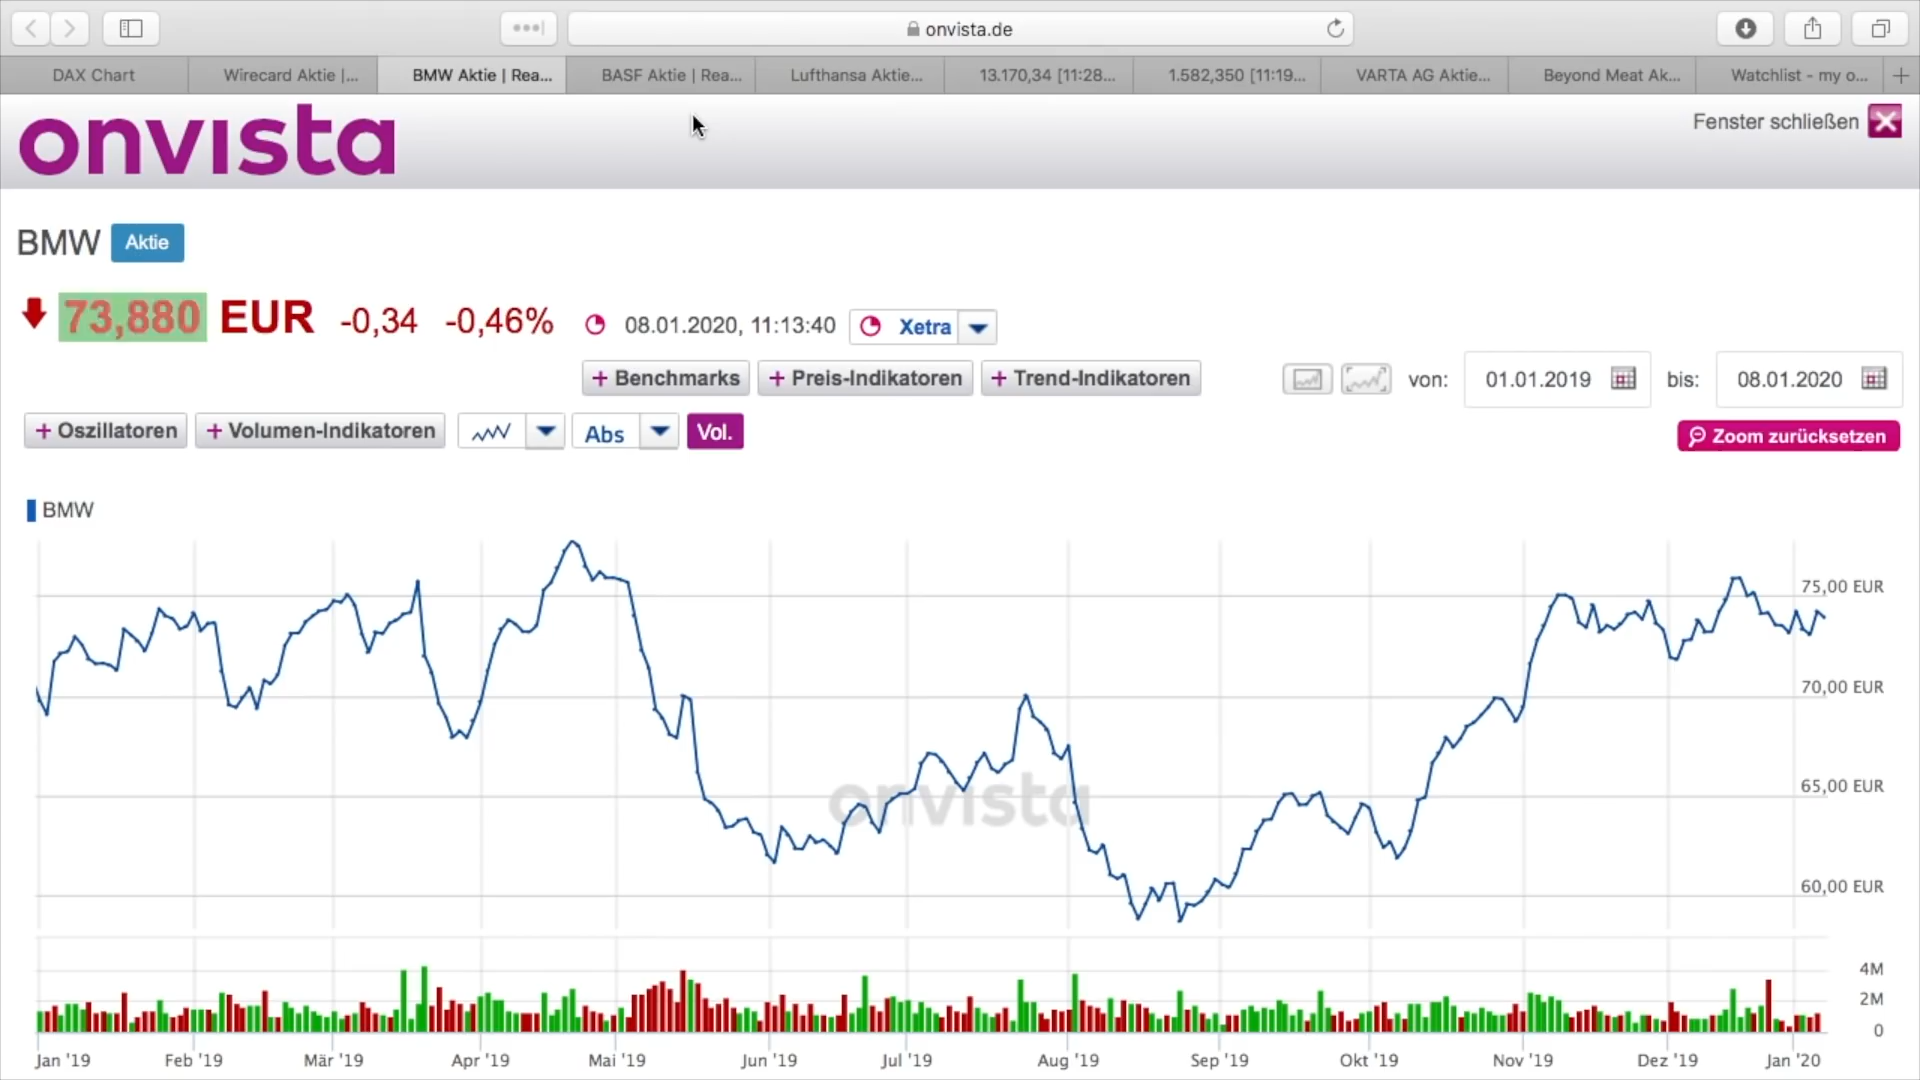 onvista.de
DAX Chart
Wirecard Aktie |...
BMW Aktie | Rea...
BASF Aktie | Rea...
Lufthansa Aktie...
13.170,34 [11:28...
1.582,350 [11:19...
VARTA AG Aktie...
Beyond Meat Ak...
Watchlist - my o...
onvista
Fenster schließen
BMW Aktie
73,880 EUR -0,34 -0,46% 08.01.2020, 11:13:40 Xetra
+ Benchmarks + Preis-Indikatoren + Trend-Indikatoren von: 01.01.2019 bis: 08.01.2020
+ Oszillatoren + Volumen-Indikatoren Abs Vol. Zoom zurücksetzen
BMW
75,00 EUR
70,00 EUR
onvista
65,00 EUR
60,00 EUR
4M
2M
0
Jan '19 Feb '19 Mär '19 Apr '19 Mai '19 Jun '19 Jul '19 Aug '19 Sep '19 Okt '19 Nov '19 Dez '19 Jan '20